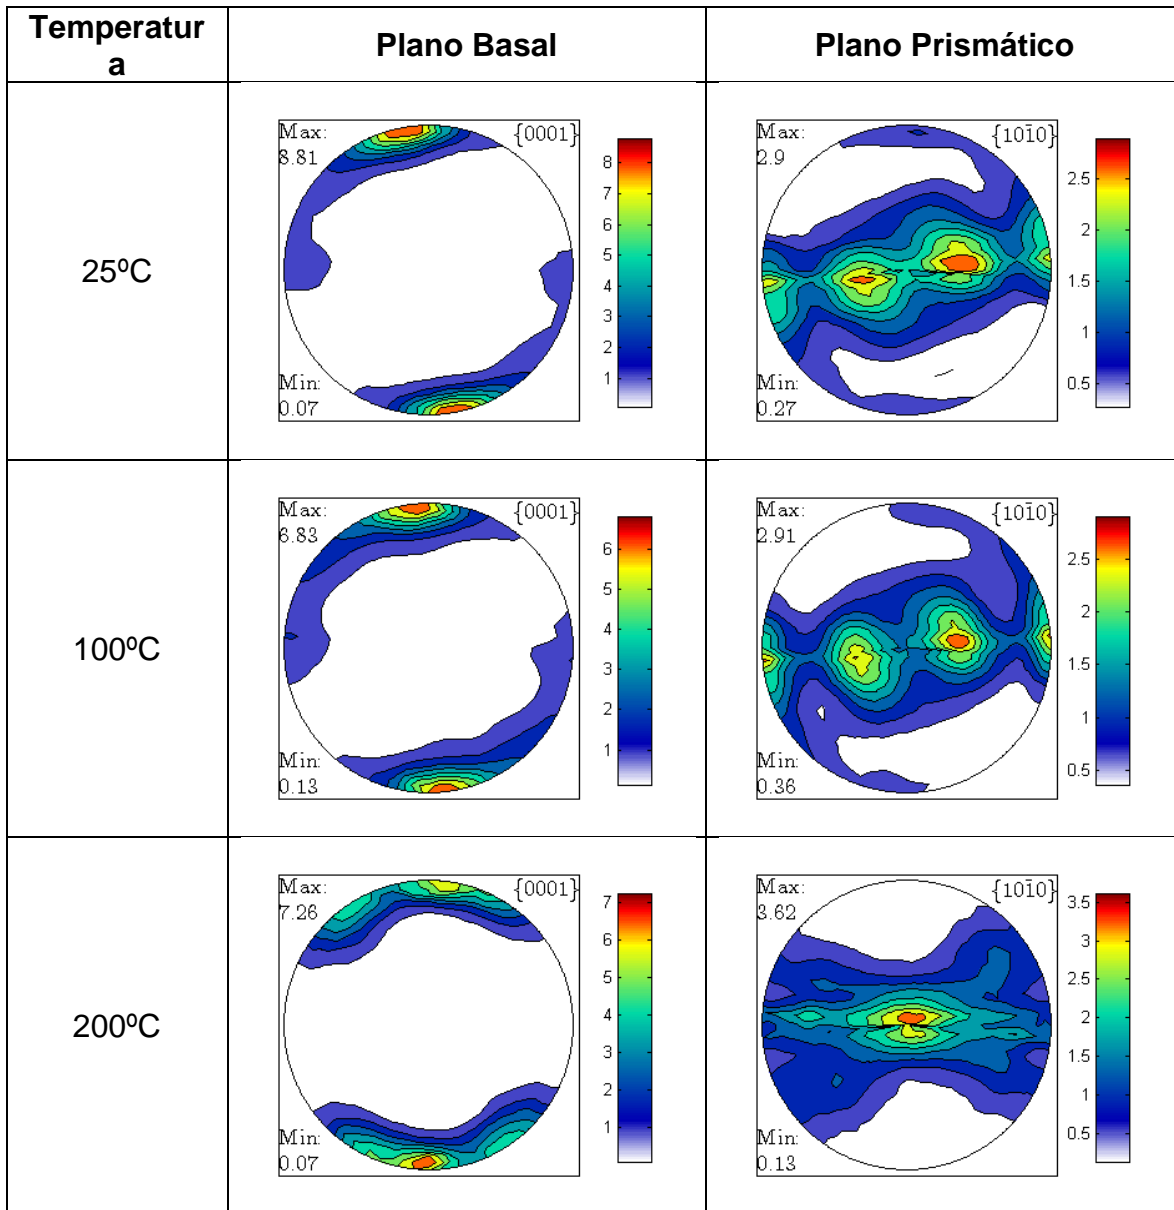 Temperatur
a
Plano Basal
Plano Prismático
25ºC
Max:
8.81
{0001}
8
7
6
5
4
3
2
1
Min:
0.07
Max:
2.9
{101̄0}
2.5
2
1.5
1
0.5
Min:
0.27
100ºC
Max:
6.83
{0001}
6
5
4
3
2
1
Min:
0.13
Max:
2.91
{101̄0}
2.5
2
1.5
1
0.5
Min:
0.36
200ºC
Max:
7.26
{0001}
7
6
5
4
3
2
1
Min:
0.07
Max:
3.62
{101̄0}
3.5
3
2.5
2
1.5
1
0.5
Min:
0.13